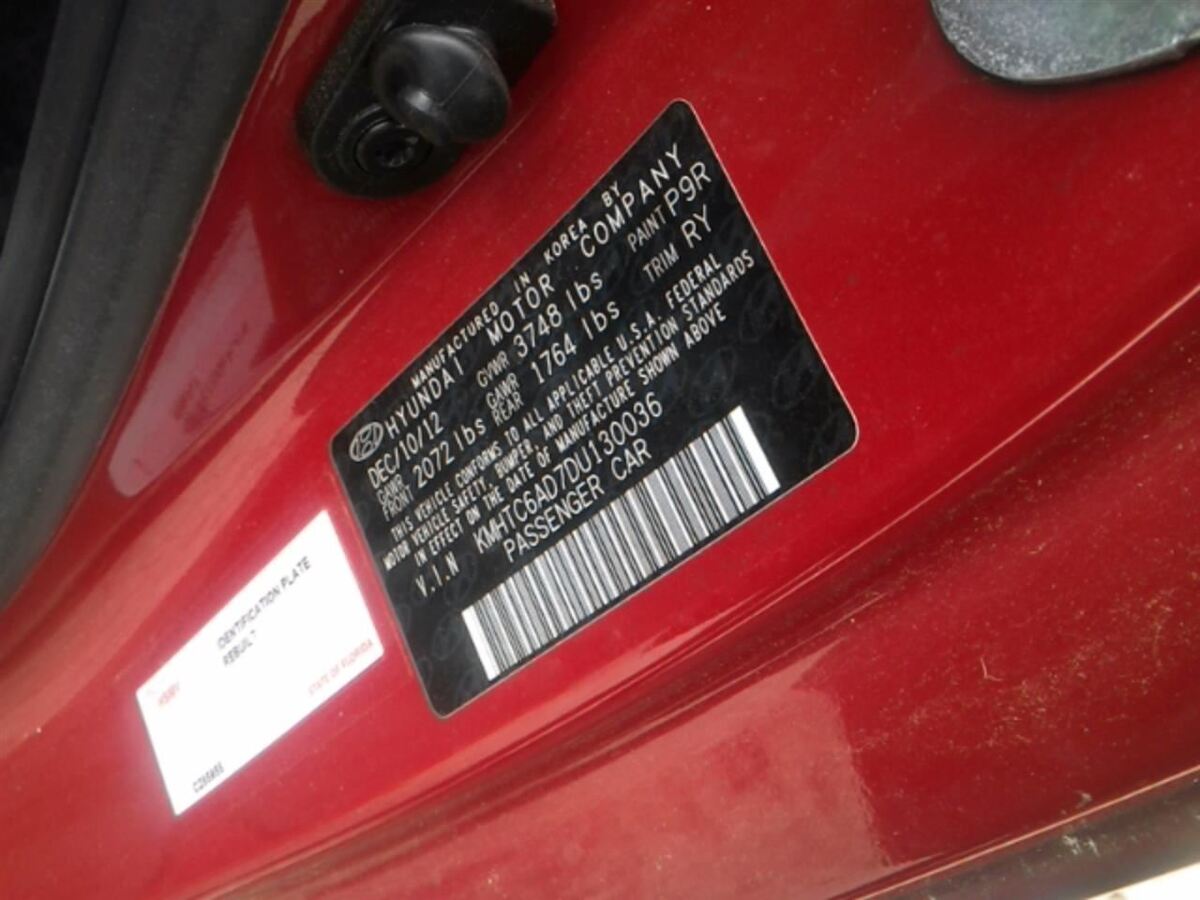 MANUFACTURED IN KOREA BY
HYUNDAI MOTOR COMPANY
DEC/10/12 GVWR 3748 lbs PAINT P9R
GAWR FRONT 2072 lbs GAWR REAR 1764 lbs TRIM RY
THIS VEHICLE CONFORMS TO ALL APPLICABLE U.S.A. FEDERAL
MOTOR VEHICLE SAFETY, BUMPER, AND THEFT PREVENTION STANDARDS
IN EFFECT ON THE DATE OF MANUFACTURE SHOWN ABOVE
V.I.N KMHTC6AD7DU130036
PASSENGER CAR
IDENTIFICATION PLATE
REBUILT
STATE OF FLORIDA